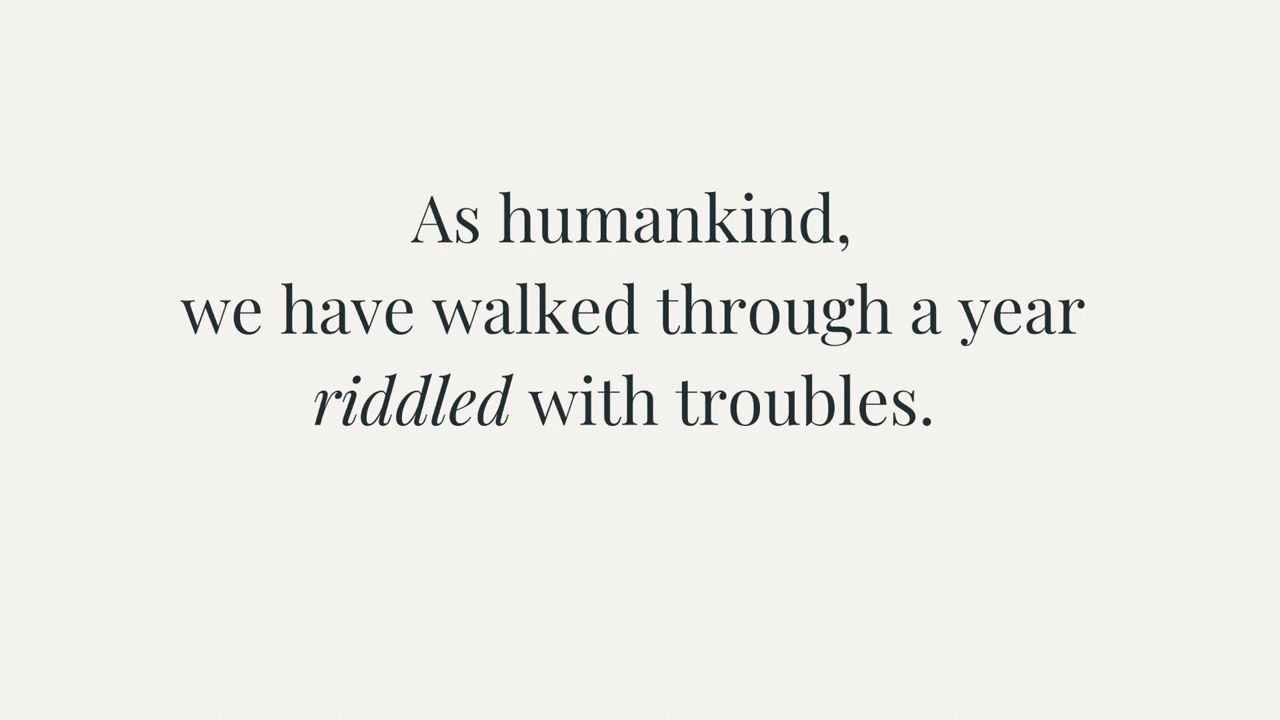 As humankind,
we have walked through a year
riddled with troubles.